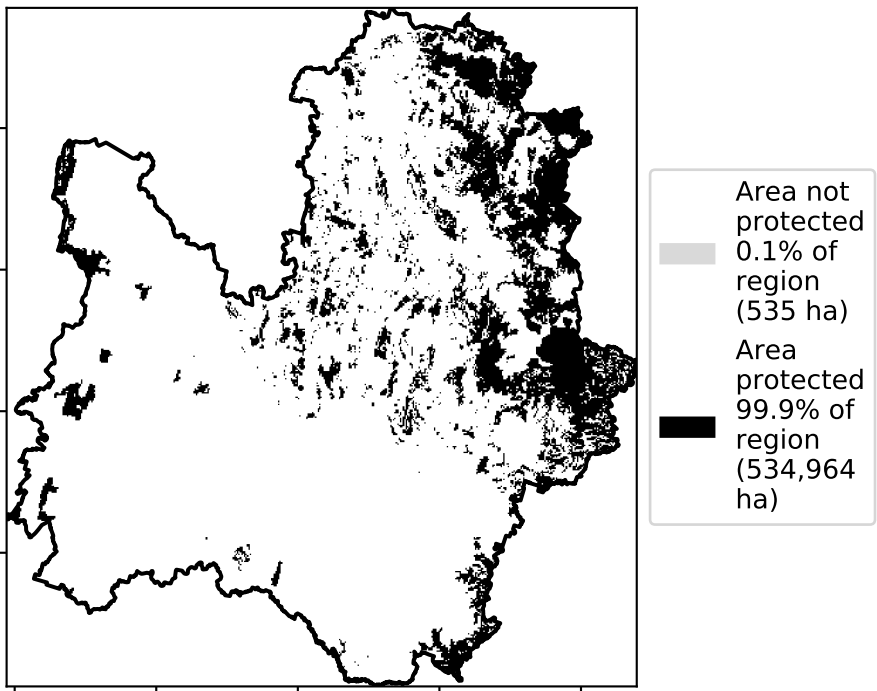 Area not
protected
0.1% of
region
(535 ha)
Area
protected
99.9% of
region
(534,964
ha)